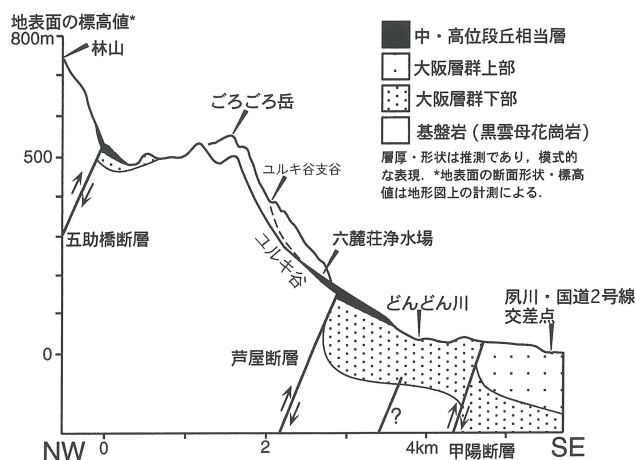 地表面の標高値*
800m
林山
ごろごろ岳
ユルキ谷支谷
500
五助橋断層
ユルキ谷
六麓荘浄水場
どんどん川
夙川・国道2号線
交差点
0
芦屋断層
?
甲陽断層
NW
0
2
4km
SE
中・高位段丘相当層
大阪層群上部
大阪層群下部
基盤岩 (黒雲母花崗岩)
層厚・形状は推測であり，模式的
な表現．*地表面の断面形状・標高
値は地形図上の計測による．